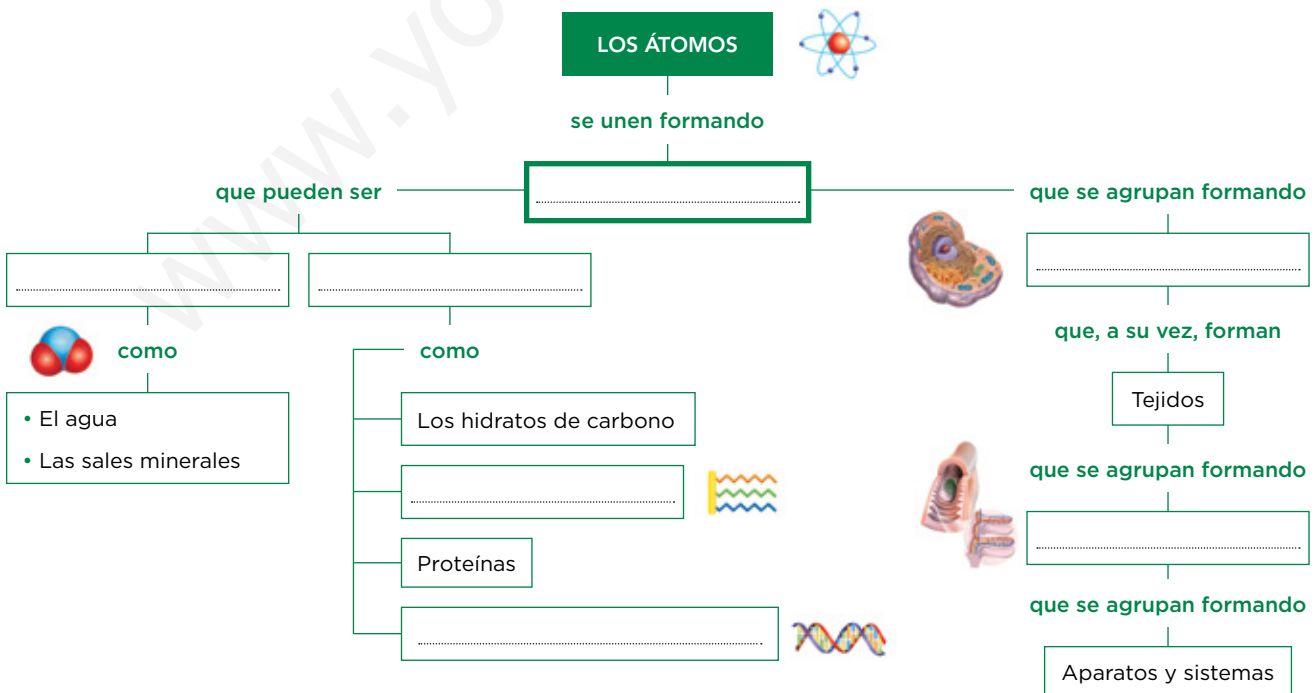 LOS ÁTOMOS
se unen formando
que pueden ser
que se agrupan formando
que, a su vez, forman
como
como
• El agua
• Las sales minerales
Los hidratos de carbono
Proteínas
Tejidos
que se agrupan formando
que se agrupan formando
Aparatos y sistemas
www.yo